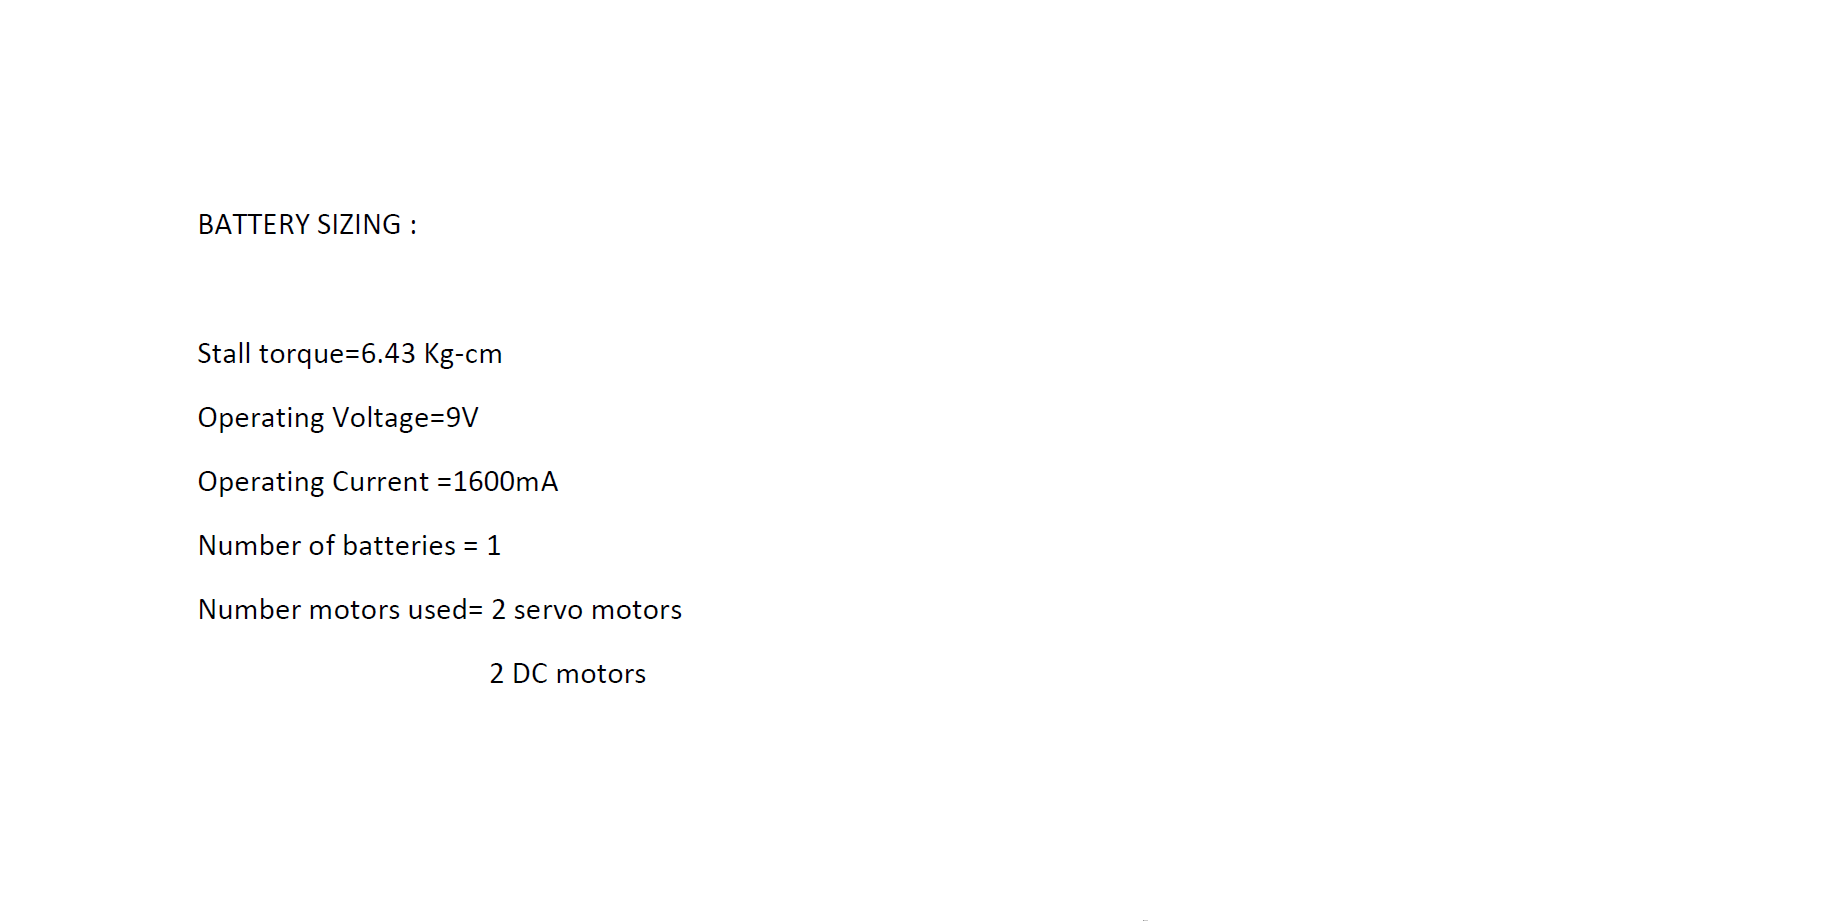 BATTERY SIZING :
Stall torque=6.43 Kg-cm
Operating Voltage=9V
Operating Current =1600mA
Number of batteries = 1
Number motors used= 2 servo motors
2 DC motors